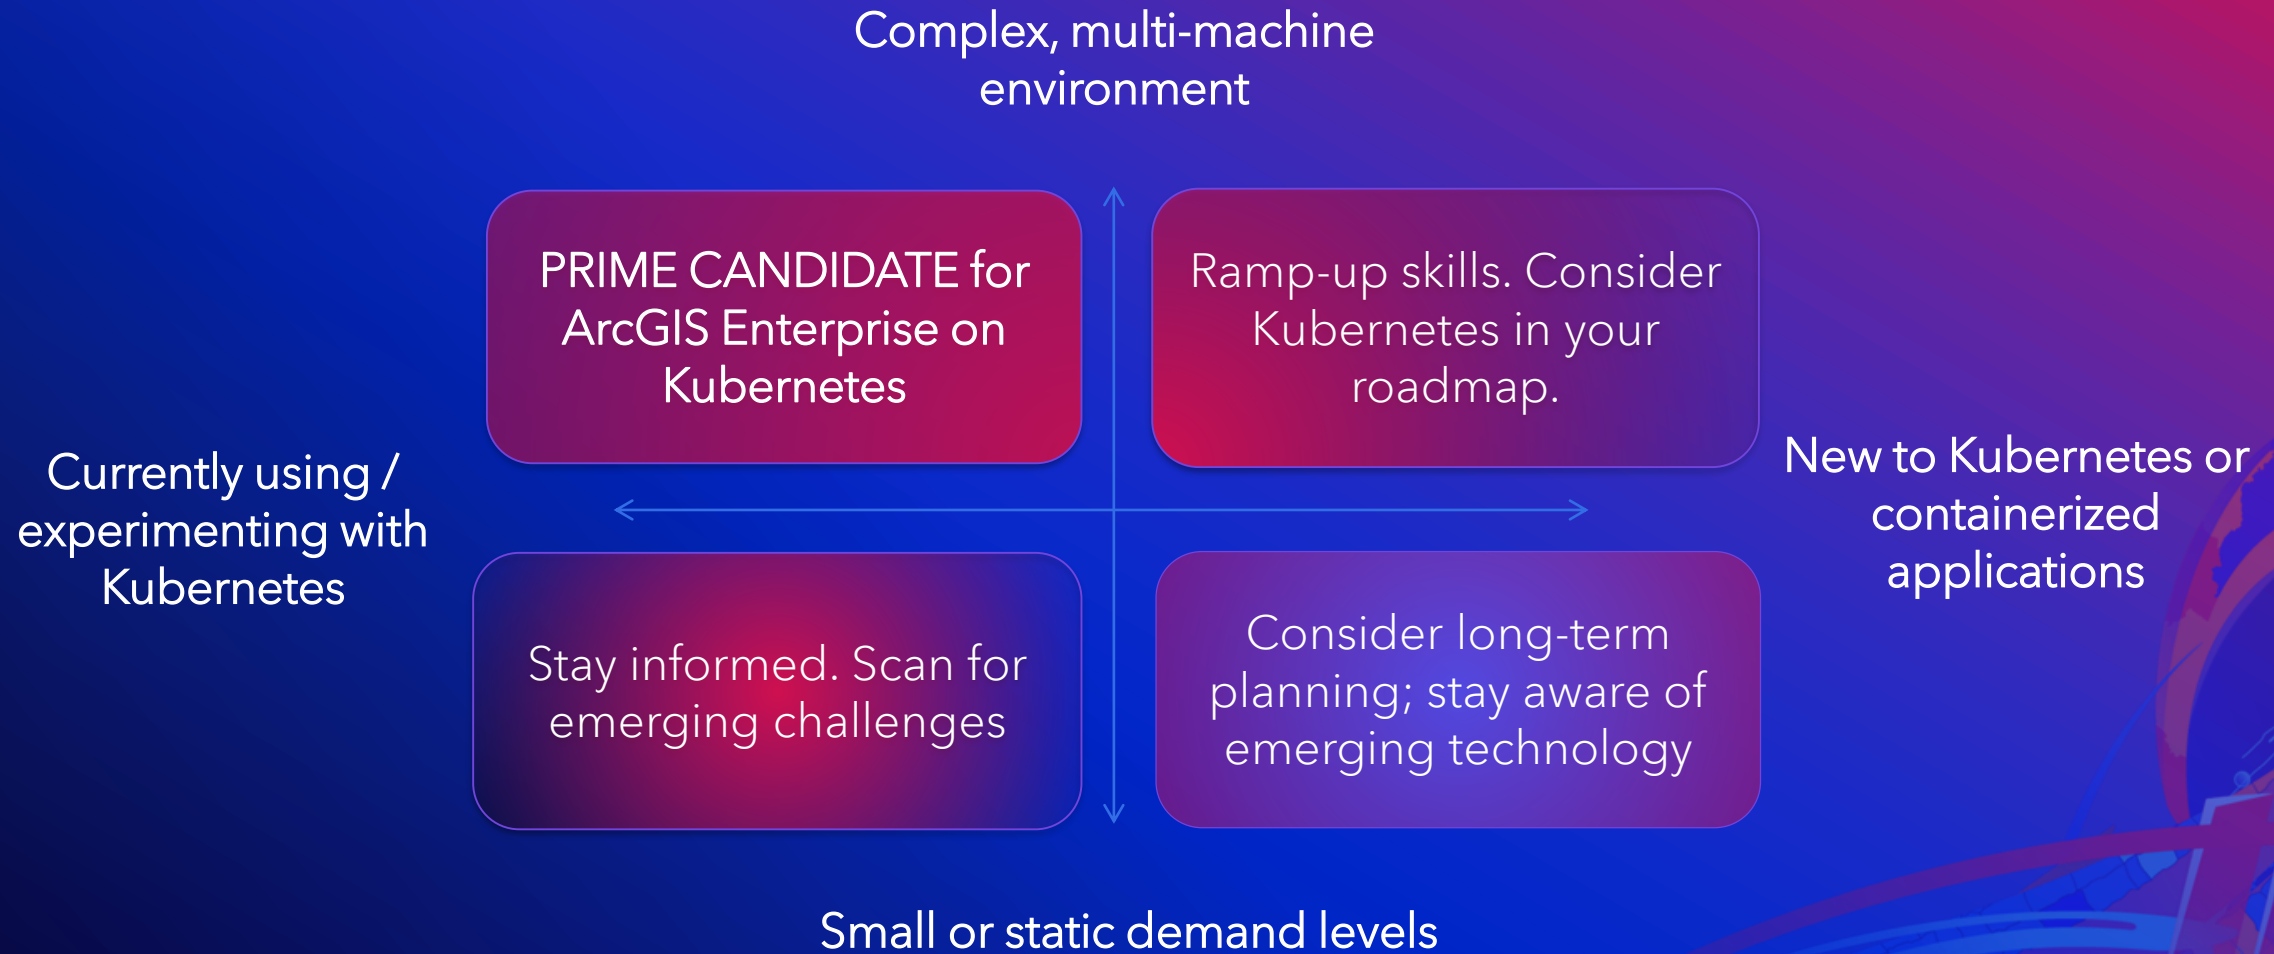 Complex, multi-machine
environment
PRIME CANDIDATE for
ArcGIS Enterprise on
Kubernetes
Ramp-up skills. Consider
Kubernetes in your
roadmap.
Currently using /
experimenting with
Kubernetes
New to Kubernetes or
containerized
applications
Stay informed. Scan for
emerging challenges
Consider long-term
planning; stay aware of
emerging technology
Small or static demand levels